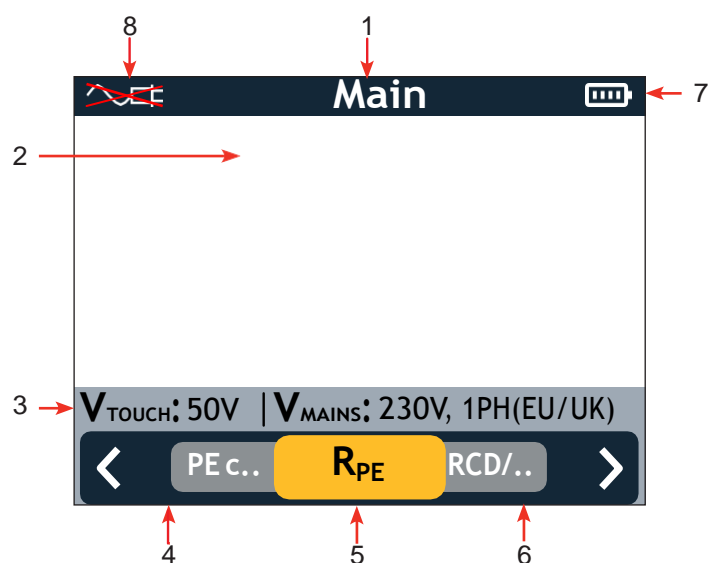 8 1
Main
7
2
3
VTOUCH: 50V | VMAINS: 230V, 1PH(EU/UK)
< PE c.. RPE RCD/.. >
4 5 6